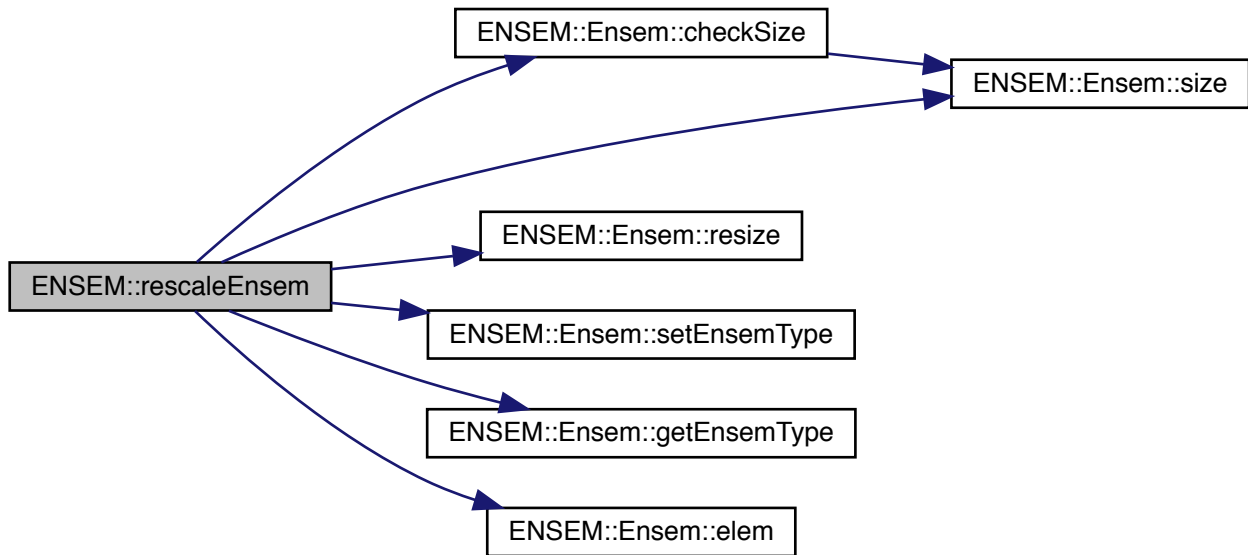 ENSEM::Ensem::checkSize
ENSEM::Ensem::size
ENSEM::Ensem::resize
ENSEM::rescaleEnsem
ENSEM::Ensem::setEnsemType
ENSEM::Ensem::getEnsemType
ENSEM::Ensem::elem